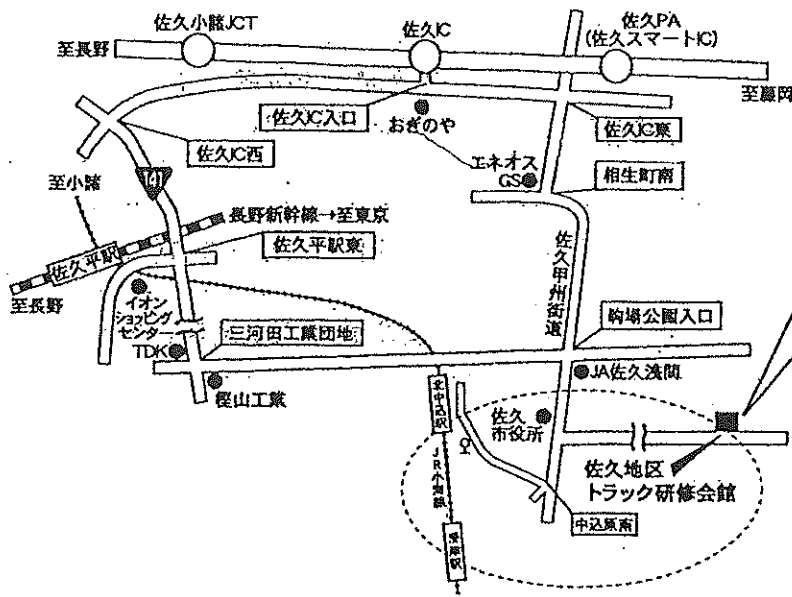 佐久小諸JCT
佐久IC
佐久PA
(佐久スマートIC)
至長野
至藤岡
佐久IC入口
おぎのや
佐久IC東
佐久IC西
エネオス
GS
相生町南
至小諸
141
長野新幹線→至東京
佐久平駅
佐久平駅東
至長野
イオン
ショッピング
センター
佐久甲州街道
三河田工業団地
駒場公園入口
TDK
樫山工業
JA佐久浅間
北中込駅
佐久
市役所
JR小海線
佐久地区
トラック研修会館
中込原南